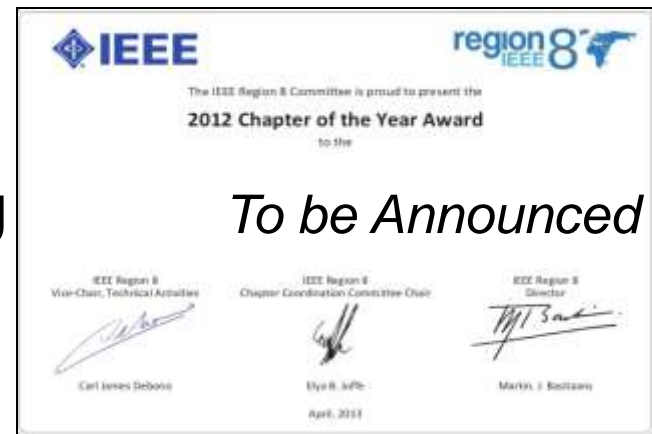 IEEE
region 8
IEEE
The IEEE Region 8 Committee is proud to present the
2012 Chapter of the Year Award
to the
To be Announced
IEEE Region 8
Vice-Chair, Technical Activities
IEEE Region 8
Chapter Coordination Committee Chair
IEEE Region 8
Director
Carl James Debono
Elya B. Joffe
Martin. J. Bastiaans
April, 2013